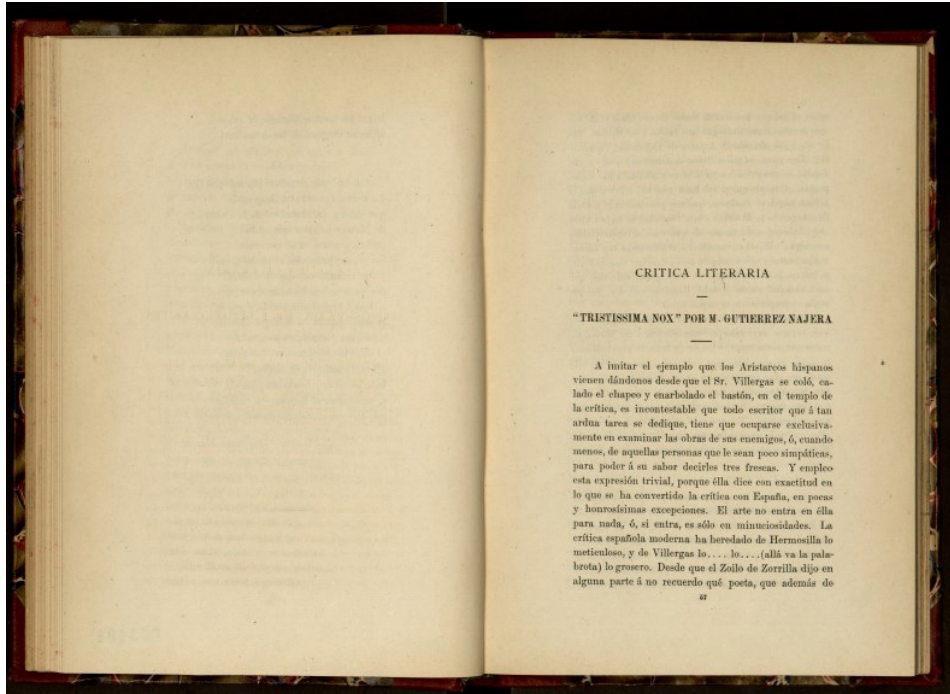 CRITICA LITERARIA
"TRISTISSIMA NOX" POR M. GUTIERREZ NAJERA
A imitar el ejemplo que los Aristarcos hispanos
vienen dándonos desde que el Sr. Villergas se coló, ca-
lado el chapeo y enarbolado el bastón, en el templo de
la crítica, es incontestable que todo escritor que á tan
ardua tarea se dedique, tiene que ocuparse exclusiva-
mente en examinar las obras de sus enemigos, ó, cuando
menos, de aquellas personas que le sean poco simpáticas,
para poder á su sabor decirles tres frescas. Y empleo
esta expresión trivial, porque élla dice con exactitud en
lo que se ha convertido la crítica con España, en pocas
y honrosísimas excepciones. El arte no entra en élla
para nada, ó, si entra, es sólo en minuciosidades. La
crítica española moderna ha heredado de Hermosilla lo
meticuloso, y de Villergas lo.... lo....(allá va la pala-
brota) lo grosero. Desde que el Zoilo de Zorrilla dijo en
alguna parte á no recuerdo qué poeta, que además de